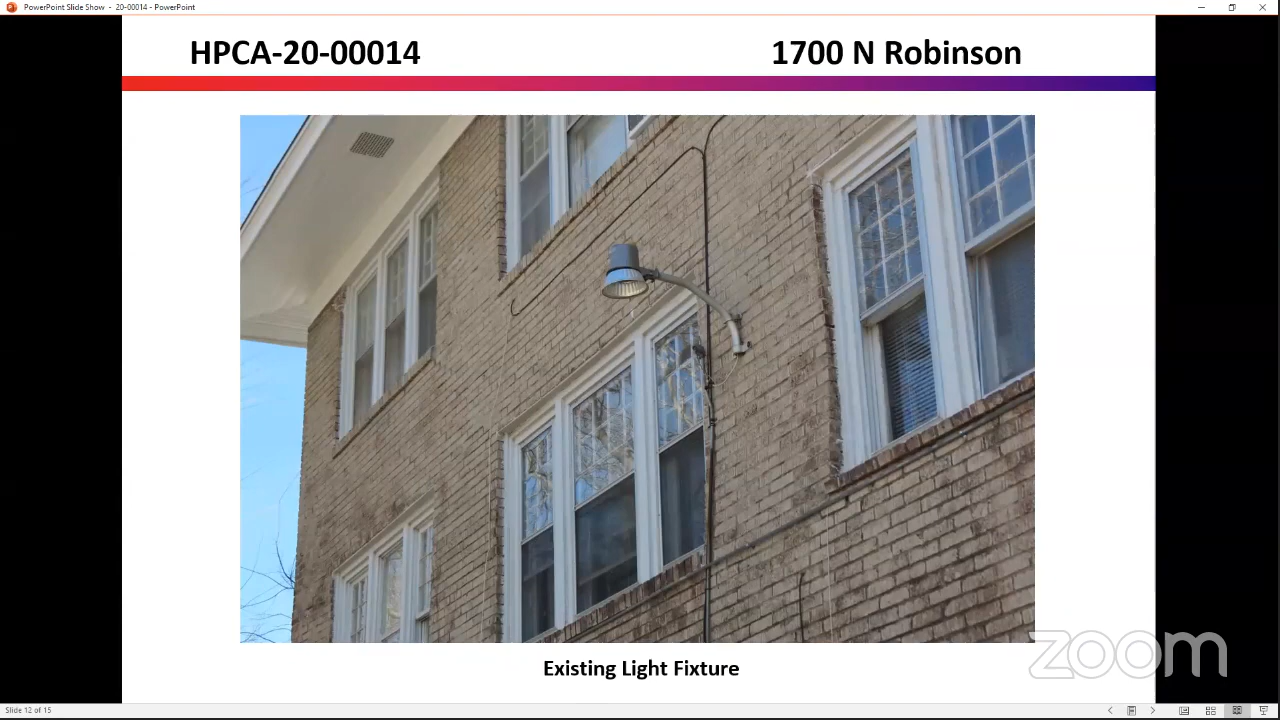 PowerPoint Slide Show - 20-00014 - PowerPoint
HPCA-20-00014
1700 N Robinson
Existing Light Fixture
zoom
Slide 12 of 15